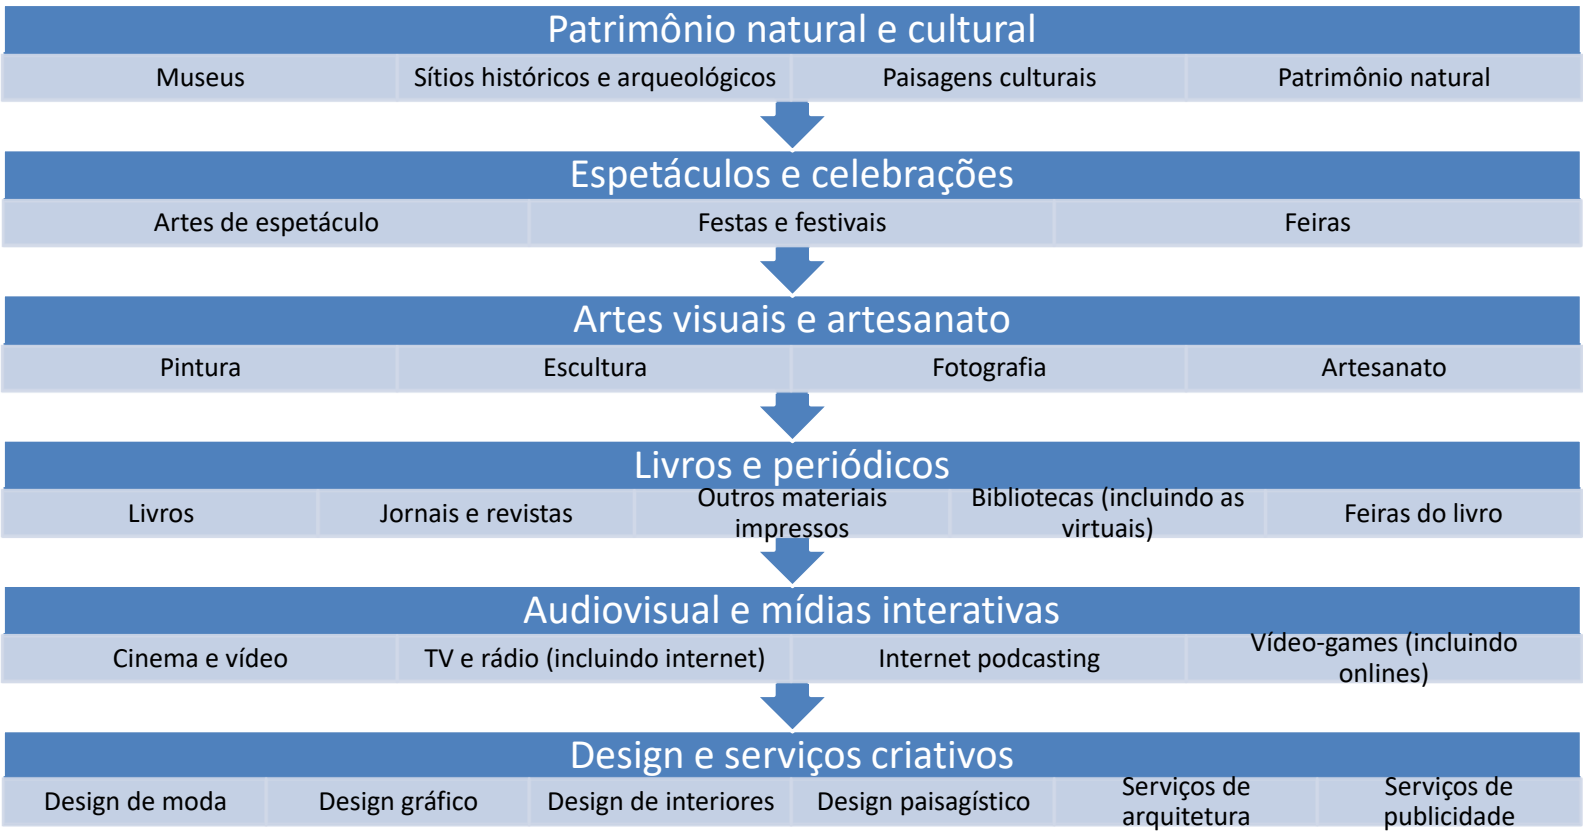 Patrimônio natural e cultural
Museus
Sítios históricos e arqueológicos
Paisagens culturais
Patrimônio natural
Espetáculos e celebrações
Artes de espetáculo
Festas e festivais
Feiras
Artes visuais e artesanato
Pintura
Escultura
Fotografia
Artesanato
Livros e periódicos
Livros
Jornais e revistas
Outros materiais
impressos
Bibliotecas (incluindo as
virtuais)
Feiras do livro
Audiovisual e mídias interativas
Cinema e vídeo
TV e rádio (incluindo internet)
Internet podcasting
Vídeo-games (incluindo
onlines)
Design e serviços criativos
Design de moda
Design gráfico
Design de interiores
Design paisagístico
Serviços de
arquitetura
Serviços de
publicidade